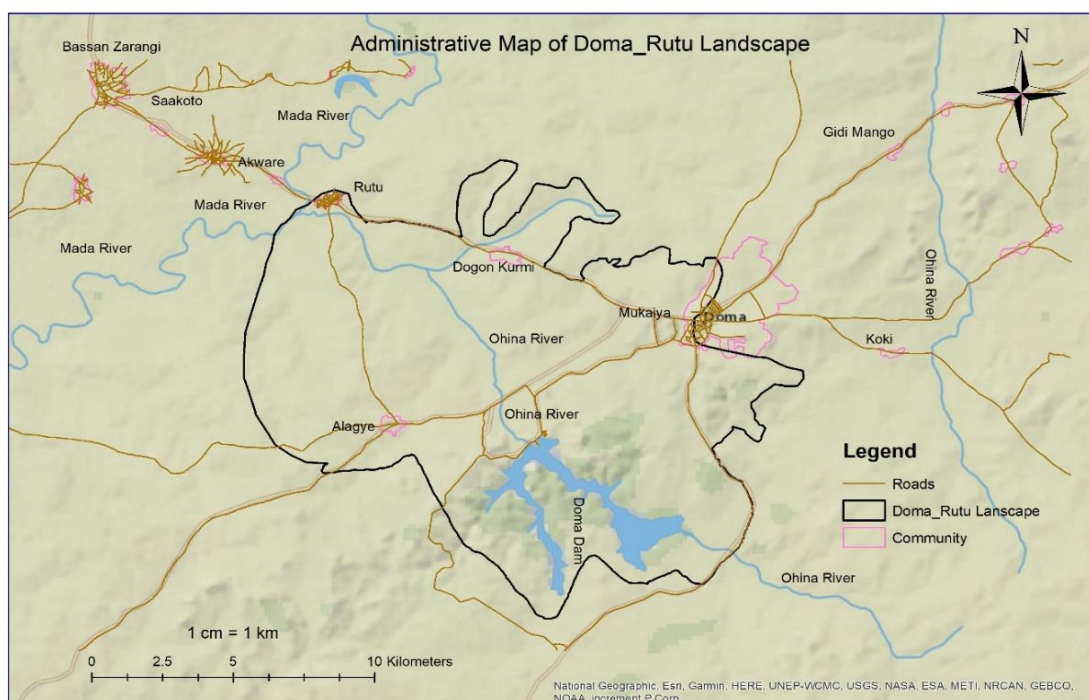 Administrative Map of Doma_Rutu Landscape
N
Bassan Zarangi
Saakoto
Mada River
Gidi Mango
Akware
Rutu
Mada River
Mada River
Dogon Kurmi
Ohina River
Mukaiya
Doma
Ohina River
Koki
Ohina River
Alagye
Legend
Roads
Doma_Rutu Lanscape
Community
Doma Dam
Ohina River
1 cm = 1 km
0 2.5 5 10 Kilometers
National Geographic, Esri, Garmin, HERE, UNEP-WCMC, USGS, NASA, ESA, METI, NRCAN, GEBCO,
NOAA, increment P Corp.